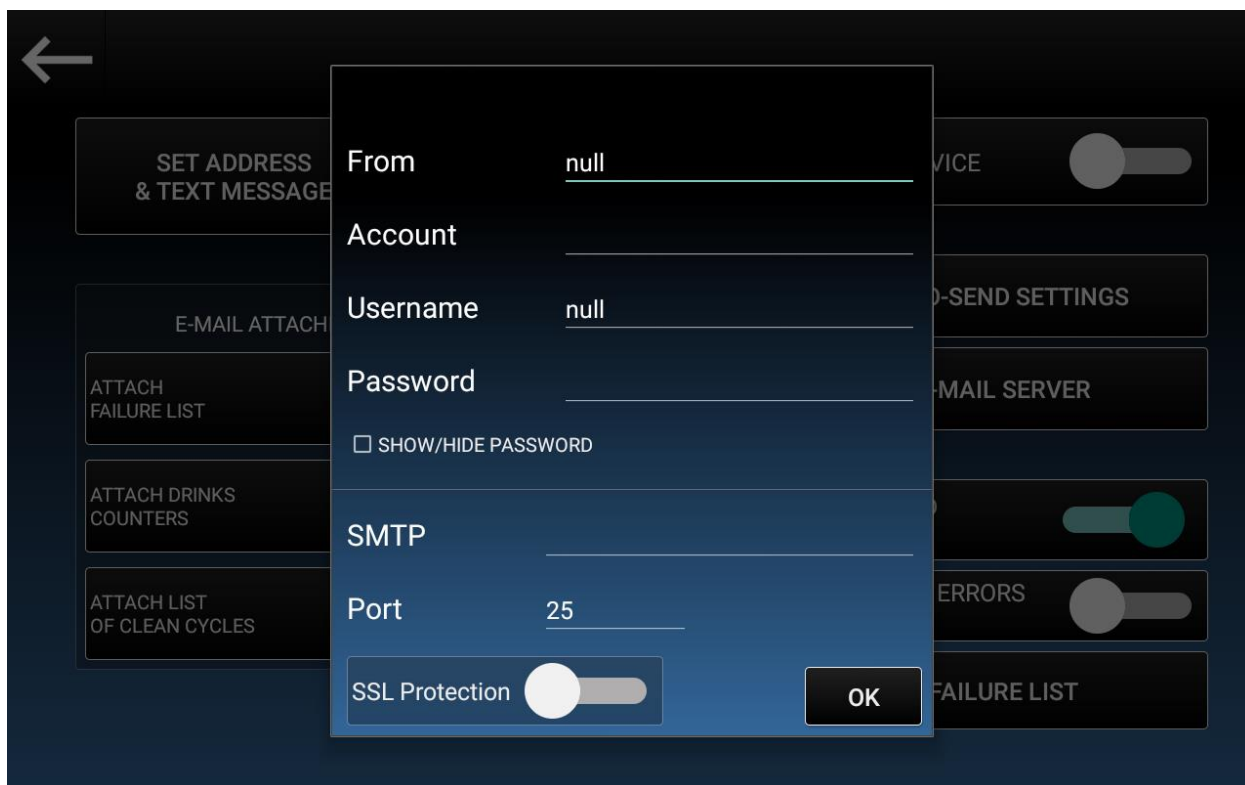 SET ADDRESS
& TEXT MESSAGE
E-MAIL ATTACH
ATTACH
FAILURE LIST
ATTACH DRINKS
COUNTERS
ATTACH LIST
OF CLEAN CYCLES
From null
Account
Username null
Password
SHOW/HIDE PASSWORD
SMTP
Port 25
SSL Protection
OK
VICE
-SEND SETTINGS
MAIL SERVER
ERRORS
FAILURE LIST